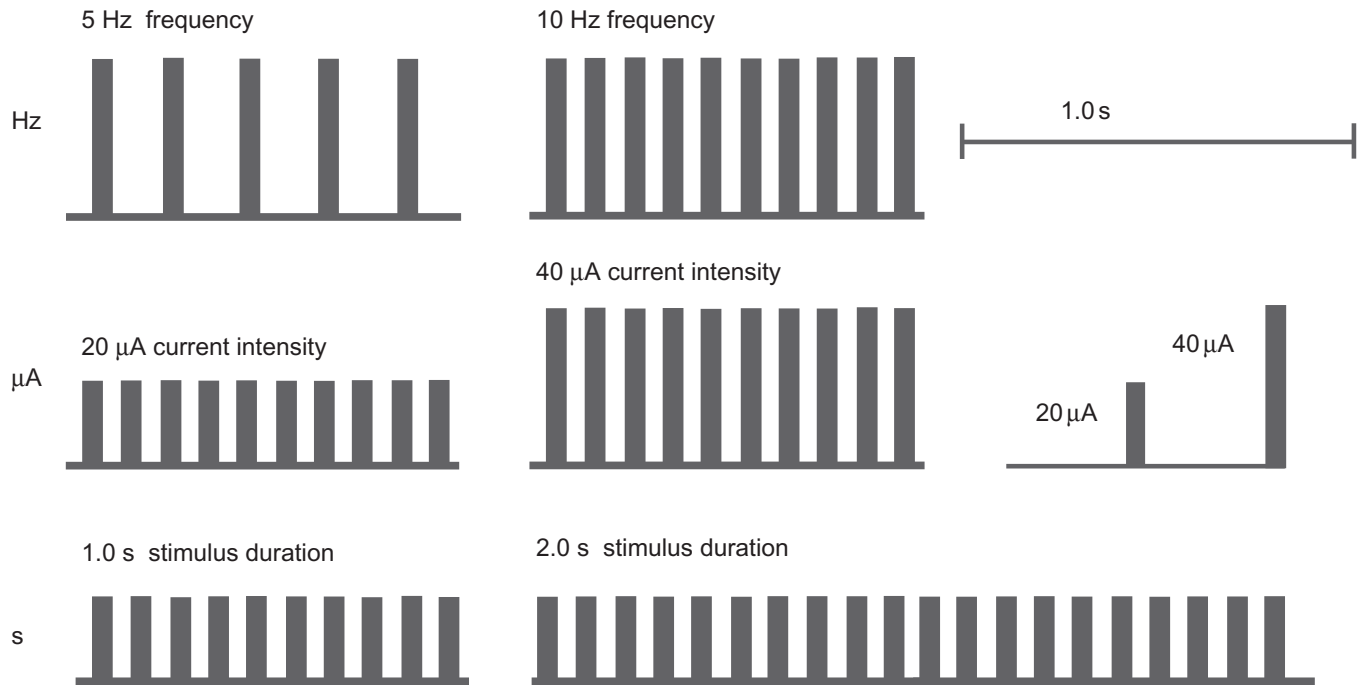 5 Hz frequency
10 Hz frequency
Hz
1.0 s
40 μA current intensity
20 μA current intensity
μA
40 μA
20 μA
1.0 s stimulus duration
2.0 s stimulus duration
s